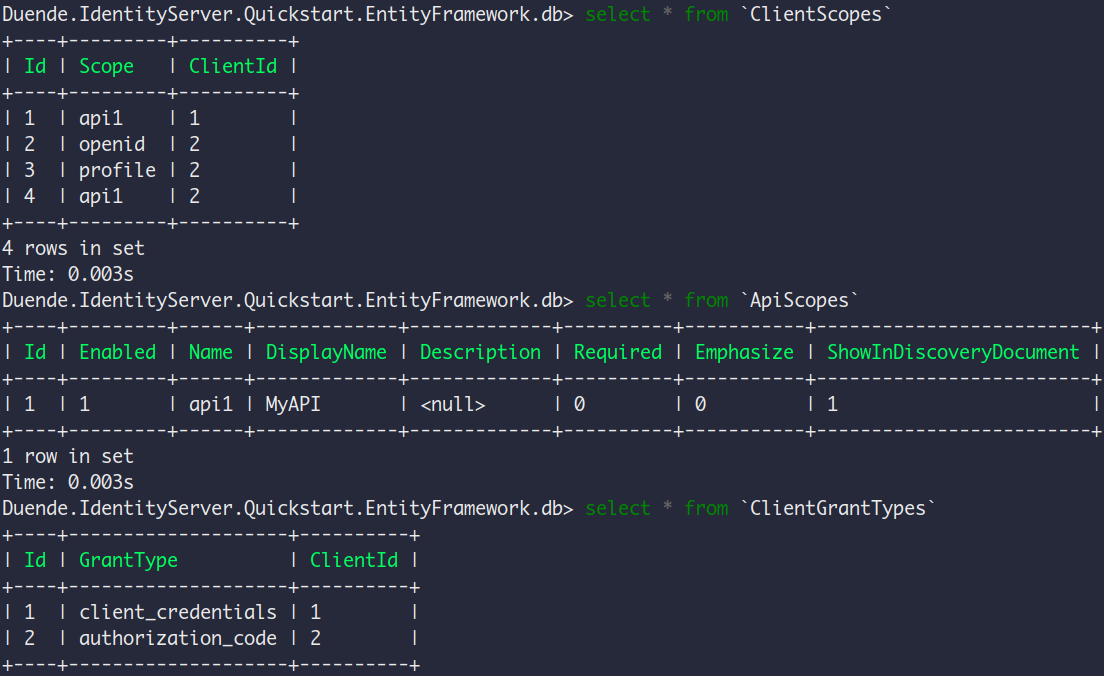 Duende.IdentityServer.Quickstart.EntityFramework.db> select * from `ClientScopes`
+----+---------+----------+
| Id | Scope   | ClientId |
+----+---------+----------+
| 1  | api1    | 1        |
| 2  | openid  | 2        |
| 3  | profile | 2        |
| 4  | api1    | 2        |
+----+---------+----------+
4 rows in set
Time: 0.003s
Duende.IdentityServer.Quickstart.EntityFramework.db> select * from `ApiScopes`
+----+---------+------+-------------+-------------+----------+-----------+-------------------------+
| Id | Enabled | Name | DisplayName | Description | Required | Emphasize | ShowInDiscoveryDocument |
+----+---------+------+-------------+-------------+----------+-----------+-------------------------+
| 1  | 1       | api1 | MyAPI       | <null>      | 0        | 0         | 1                       |
+----+---------+------+-------------+-------------+----------+-----------+-------------------------+
1 row in set
Time: 0.003s
Duende.IdentityServer.Quickstart.EntityFramework.db> select * from `ClientGrantTypes`
+----+--------------------+----------+
| Id | GrantType          | ClientId |
+----+--------------------+----------+
| 1  | client_credentials | 1        |
| 2  | authorization_code | 2        |
+----+--------------------+----------+